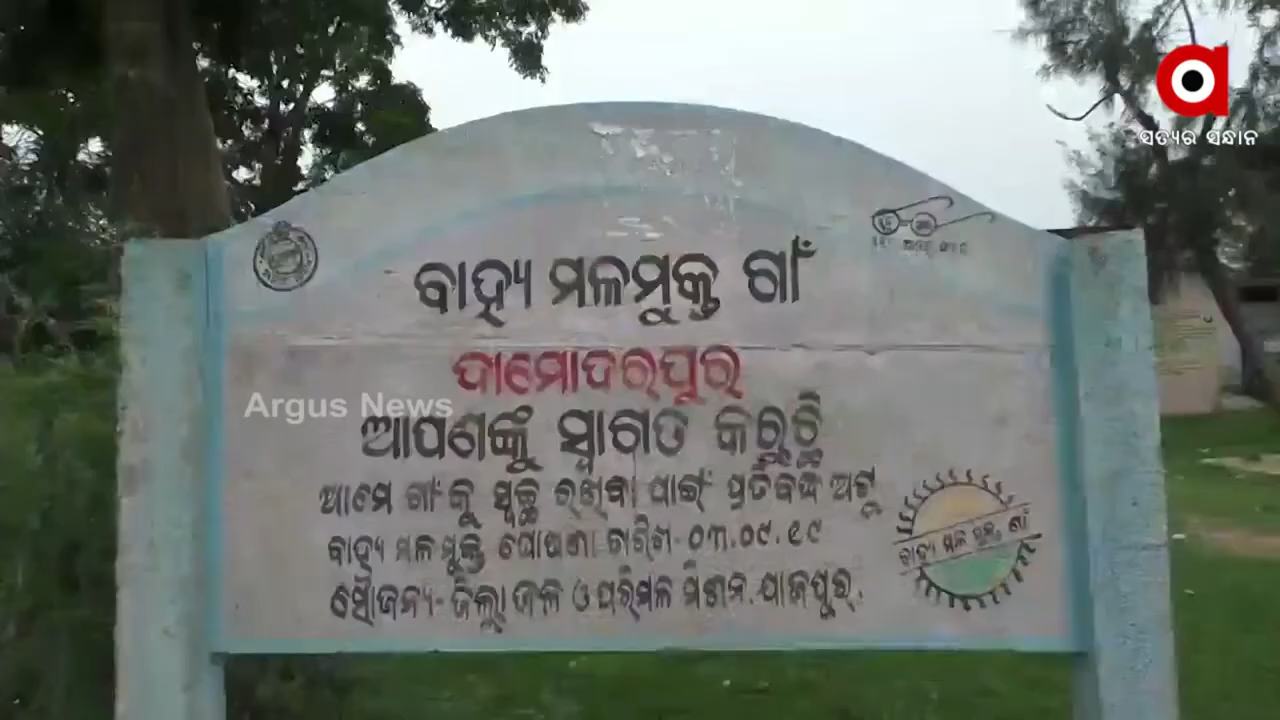 ସତ୍ୟର ସନ୍ଧାନ
ବାହ୍ୟ ମଳମୁକ୍ତ ଗାଁ
ଦାମୋଦରପୁର
Argus News
ଆପଣଙ୍କୁ ସ୍ୱାଗତ କରୁଛି
ଆମେ ଗାଁ କୁ ସ୍ୱଚ୍ଛ ରଖିବା ପାଇଁ ପ୍ରତିବଦ୍ଧ ଅଟୁ
ବାହ୍ୟ ମଳ ମୁକ୍ତି ଘୋଷଣା ତାରିଖ-୦୩.୦୯.୧୯
ସୌଜନ୍ୟ-ଜିଲ୍ଲା ଜଳ ଓ ପରିମଳ ମିଶନ.ଯାଜପୁର.
ବାହ୍ୟ ମଳ ମୁକ୍ତ ଗାଁ